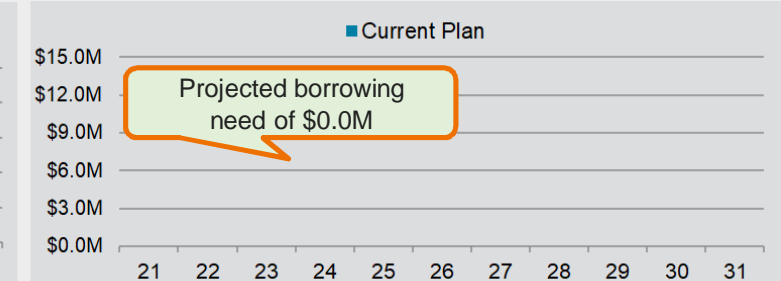 Current Plan
$15.0M
$12.0M
$9.0M
$6.0M
$3.0M
$0.0M
Projected borrowing
need of $0.0M
21 22 23 24 25 26 27 28 29 30 31